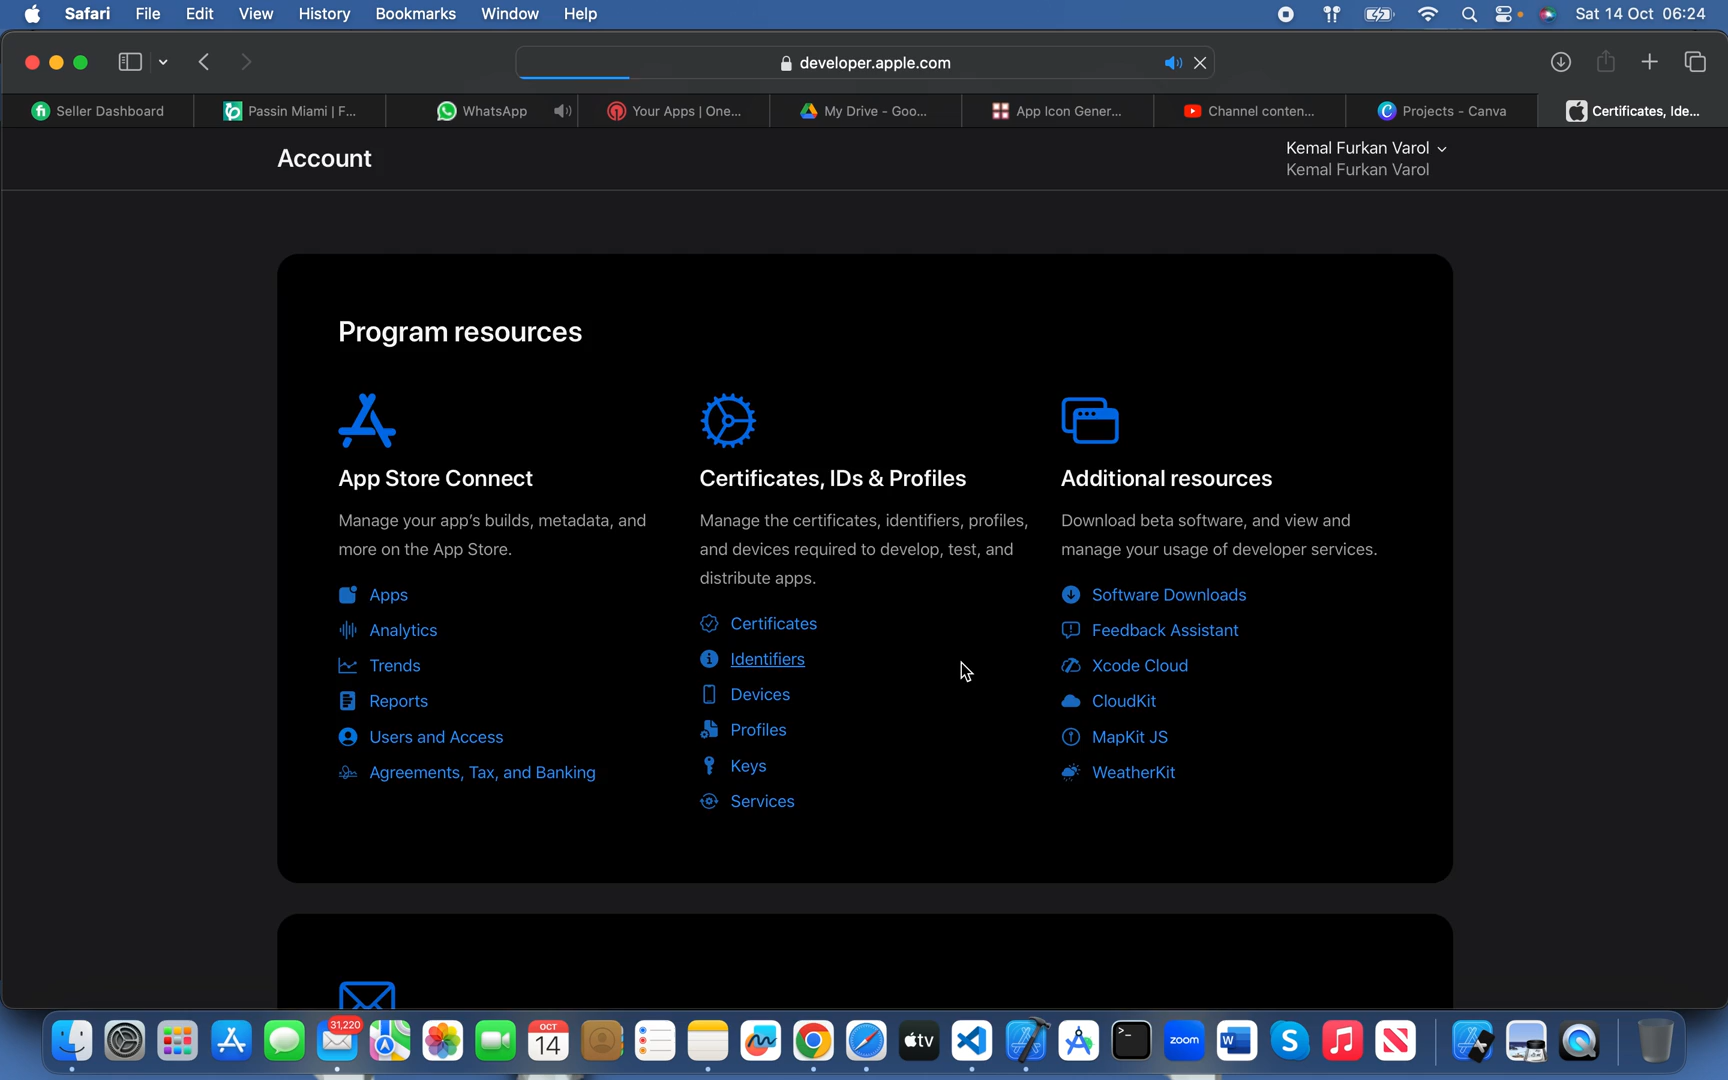 Safari File Edit View History Bookmarks Window Help Sat 14 Oct 06:24
developer.apple.com
Seller Dashboard Passin Miami | F... WhatsApp Your Apps | One... My Drive - Goo... App Icon Gener... Channel conten... Projects - Canva Certificates, Ide...
Account
Kemal Furkan Varol
Kemal Furkan Varol
Program resources
App Store Connect
Manage your app's builds, metadata, and
more on the App Store.
Apps
Analytics
Trends
Reports
Users and Access
Agreements, Tax, and Banking
Certificates, IDs & Profiles
Manage the certificates, identifiers, profiles,
and devices required to develop, test, and
distribute apps.
Certificates
Identifiers
Devices
Profiles
Keys
Services
Additional resources
Download beta software, and view and
manage your usage of developer services.
Software Downloads
Feedback Assistant
Xcode Cloud
CloudKit
MapKit JS
WeatherKit
31,220
OCT
14
tv
zoom
W
S
N